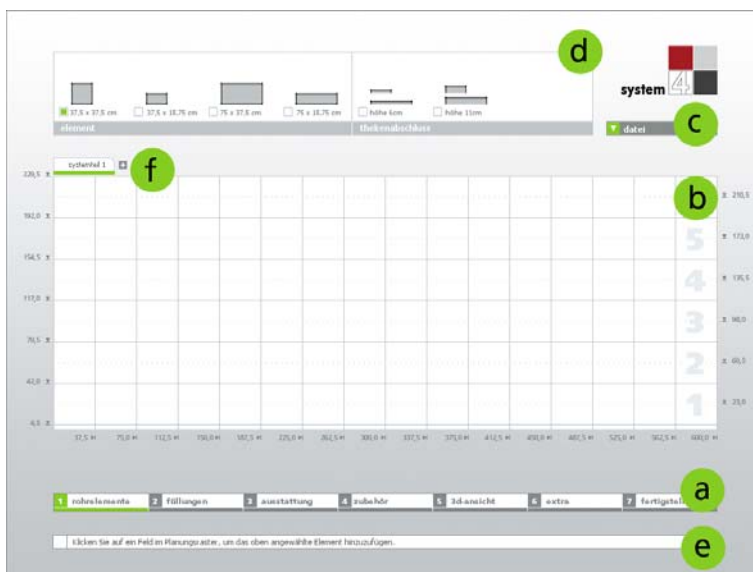 d
system 4
37,5 x 37,5 cm 37,5 x 18,75 cm 75 x 37,5 cm 75 x 18,75 cm höhe 6cm höhe 11cm
element thekenabschluss
datei c
systemteil 1 + f
229,5
b
210,5
192,0
5
173,0
154,5
4
135,5
117,0
3
98,0
79,5
2
60,5
42,0
1
23,0
4,5
37,5 75,0 112,5 150,0 187,5 225,0 262,5 300,0 337,5 375,0 412,5 450,0 487,5 525,0 562,5 600,0
a
1 rohrelemente 2 füllungen 3 ausstattung 4 zubehör 5 3d-ansicht 6 extra 7
e
Klicken Sie auf ein Feld im Planungsraster, um das oben angewählte Element hinzuzufügen.